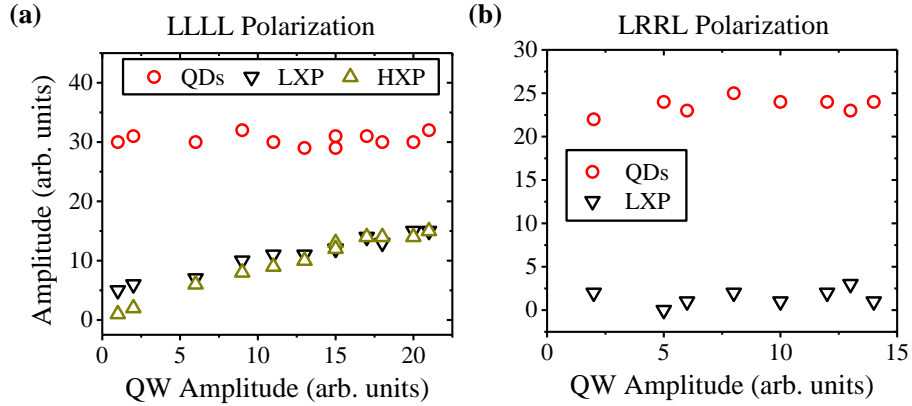 (a)
LLLL Polarization
QDs LXP HXP
40
30
20
10
0
Amplitude (arb. units)
0 5 10 15 20
QW Amplitude (arb. units)
(b)
LRRL Polarization
30
25
20
15
10
5
0
QDs
LXP
0 5 10 15
QW Amplitude (arb. units)